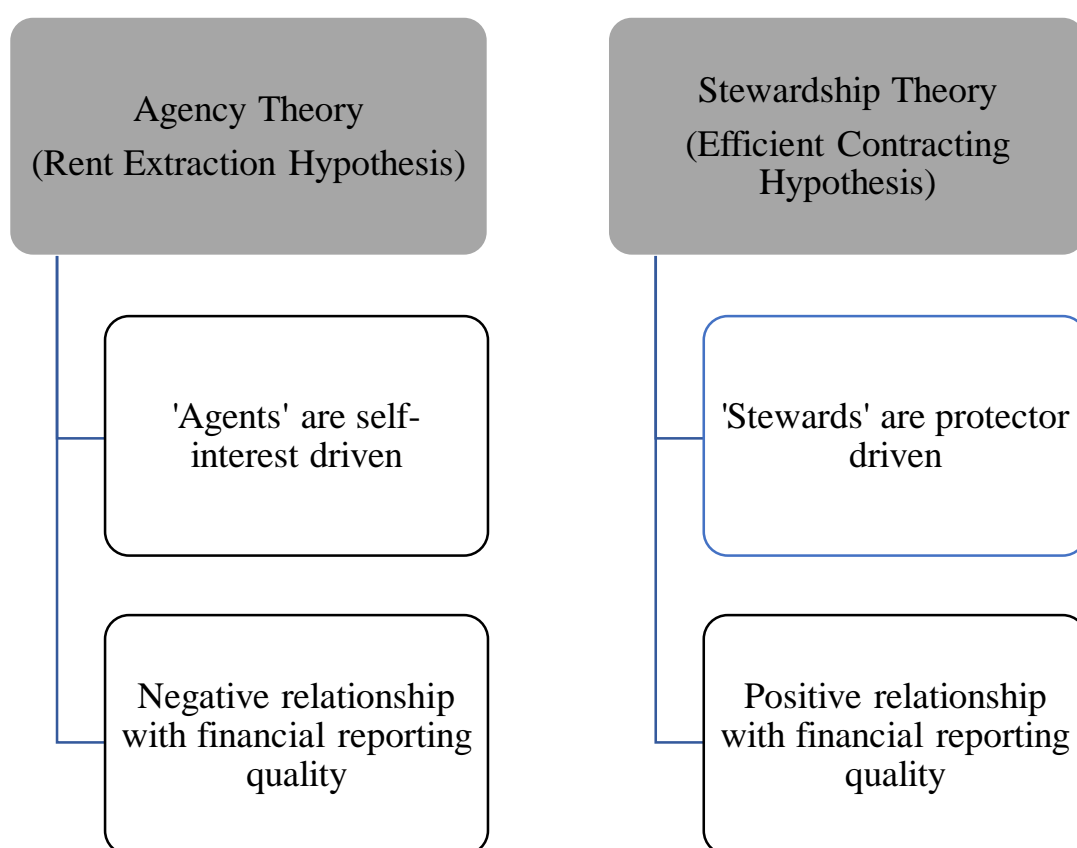 Agency Theory
(Rent Extraction Hypothesis)
'Agents' are self-
interest driven
Negative relationship
with financial reporting
quality
Stewardship Theory
(Efficient Contracting
Hypothesis)
'Stewards' are protector
driven
Positive relationship
with financial reporting
quality